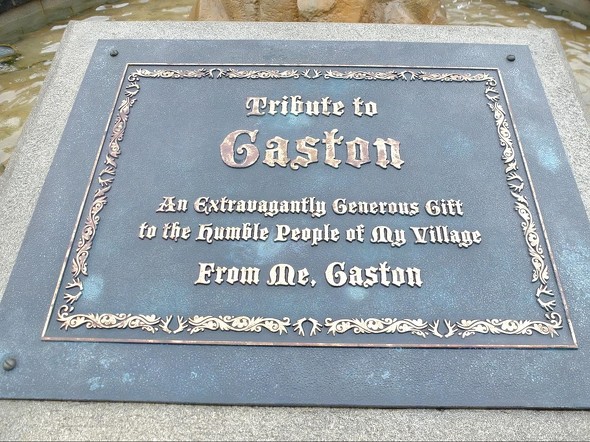 Tribute to
Gaston
An Extravagantly Generous Gift
to the Humble People of My Village
From Me, Gaston